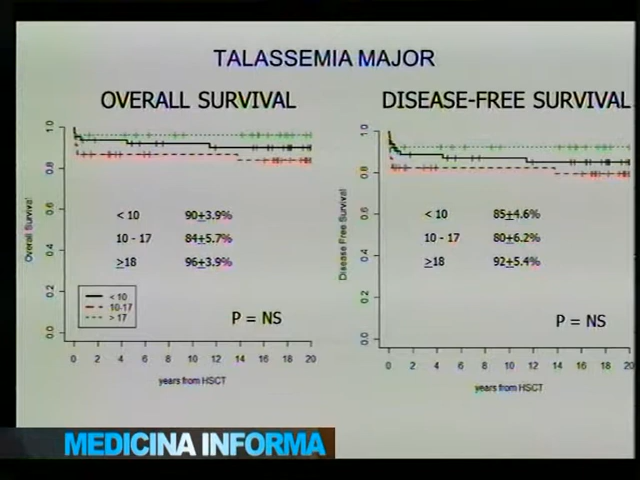 TALASSEMIA MAJOR
OVERALL SURVIVAL
Overall Survival
1.0
0.8
0.6
0.4
0.2
0.0
< 10 90±3.9%
10 - 17 84±5.7%
≥18 96±3.9%
< 10
10-17
> 17
P = NS
0 2 4 6 8 10 12 14 16 18 20
years from HSCT
DISEASE-FREE SURVIVAL
Disease Free Survival
1.0
0.8
0.6
0.4
0.2
0.0
< 10 85±4.6%
10 - 17 80±6.2%
≥18 92±5.4%
P = NS
0 2 4 6 8 10 12 14 16 18 20
years from HSCT
MEDICINA INFORMA